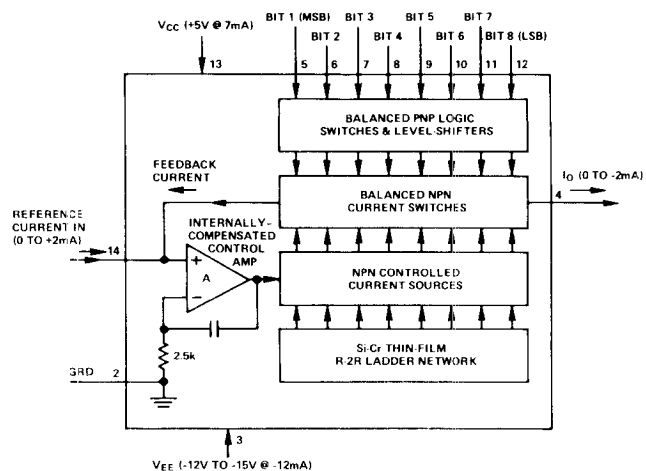 VCC (+5V @ 7mA)
13
BIT 1 (MSB) BIT 3 BIT 5 BIT 7
BIT 2 BIT 4 BIT 6 BIT 8 (LSB)
5 6 7 8 9 10 11 12
BALANCED PNP LOGIC
SWITCHES & LEVEL-SHIFTERS
FEEDBACK
CURRENT
BALANCED NPN
CURRENT SWITCHES
IO (0 TO -2mA)
4
REFERENCE
CURRENT IN
(0 TO +2mA)
14
INTERNALLY-
COMPENSATED
CONTROL
AMP
+
A
−
NPN CONTROLLED
CURRENT SOURCES
2.5k
Si-Cr THIN-FILM
R-2R LADDER NETWORK
GRD 2
3
VEE (-12V TO -15V @ -12mA)